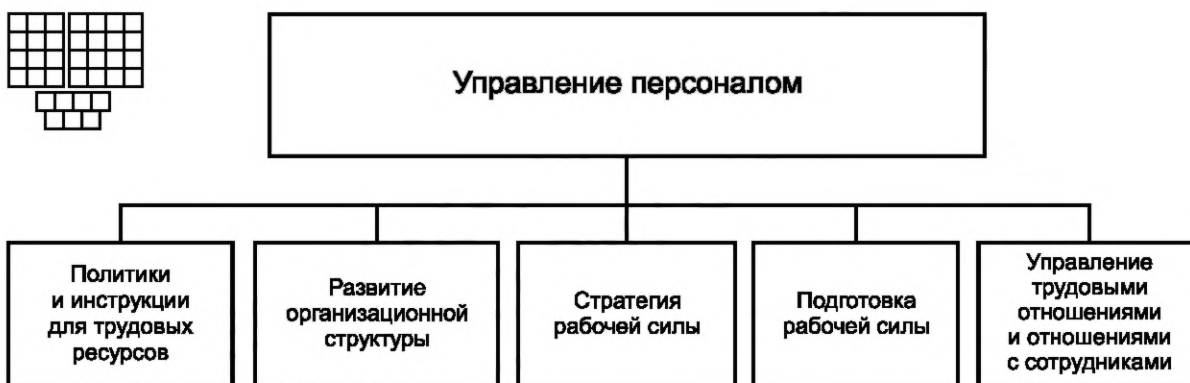 Управление персоналом
Политики
и инструкции
для трудовых
ресурсов
Развитие
организационной
структуры
Стратегия
рабочей силы
Подготовка
рабочей силы
Управление
трудовыми
отношениями
и отношениями
с сотрудниками